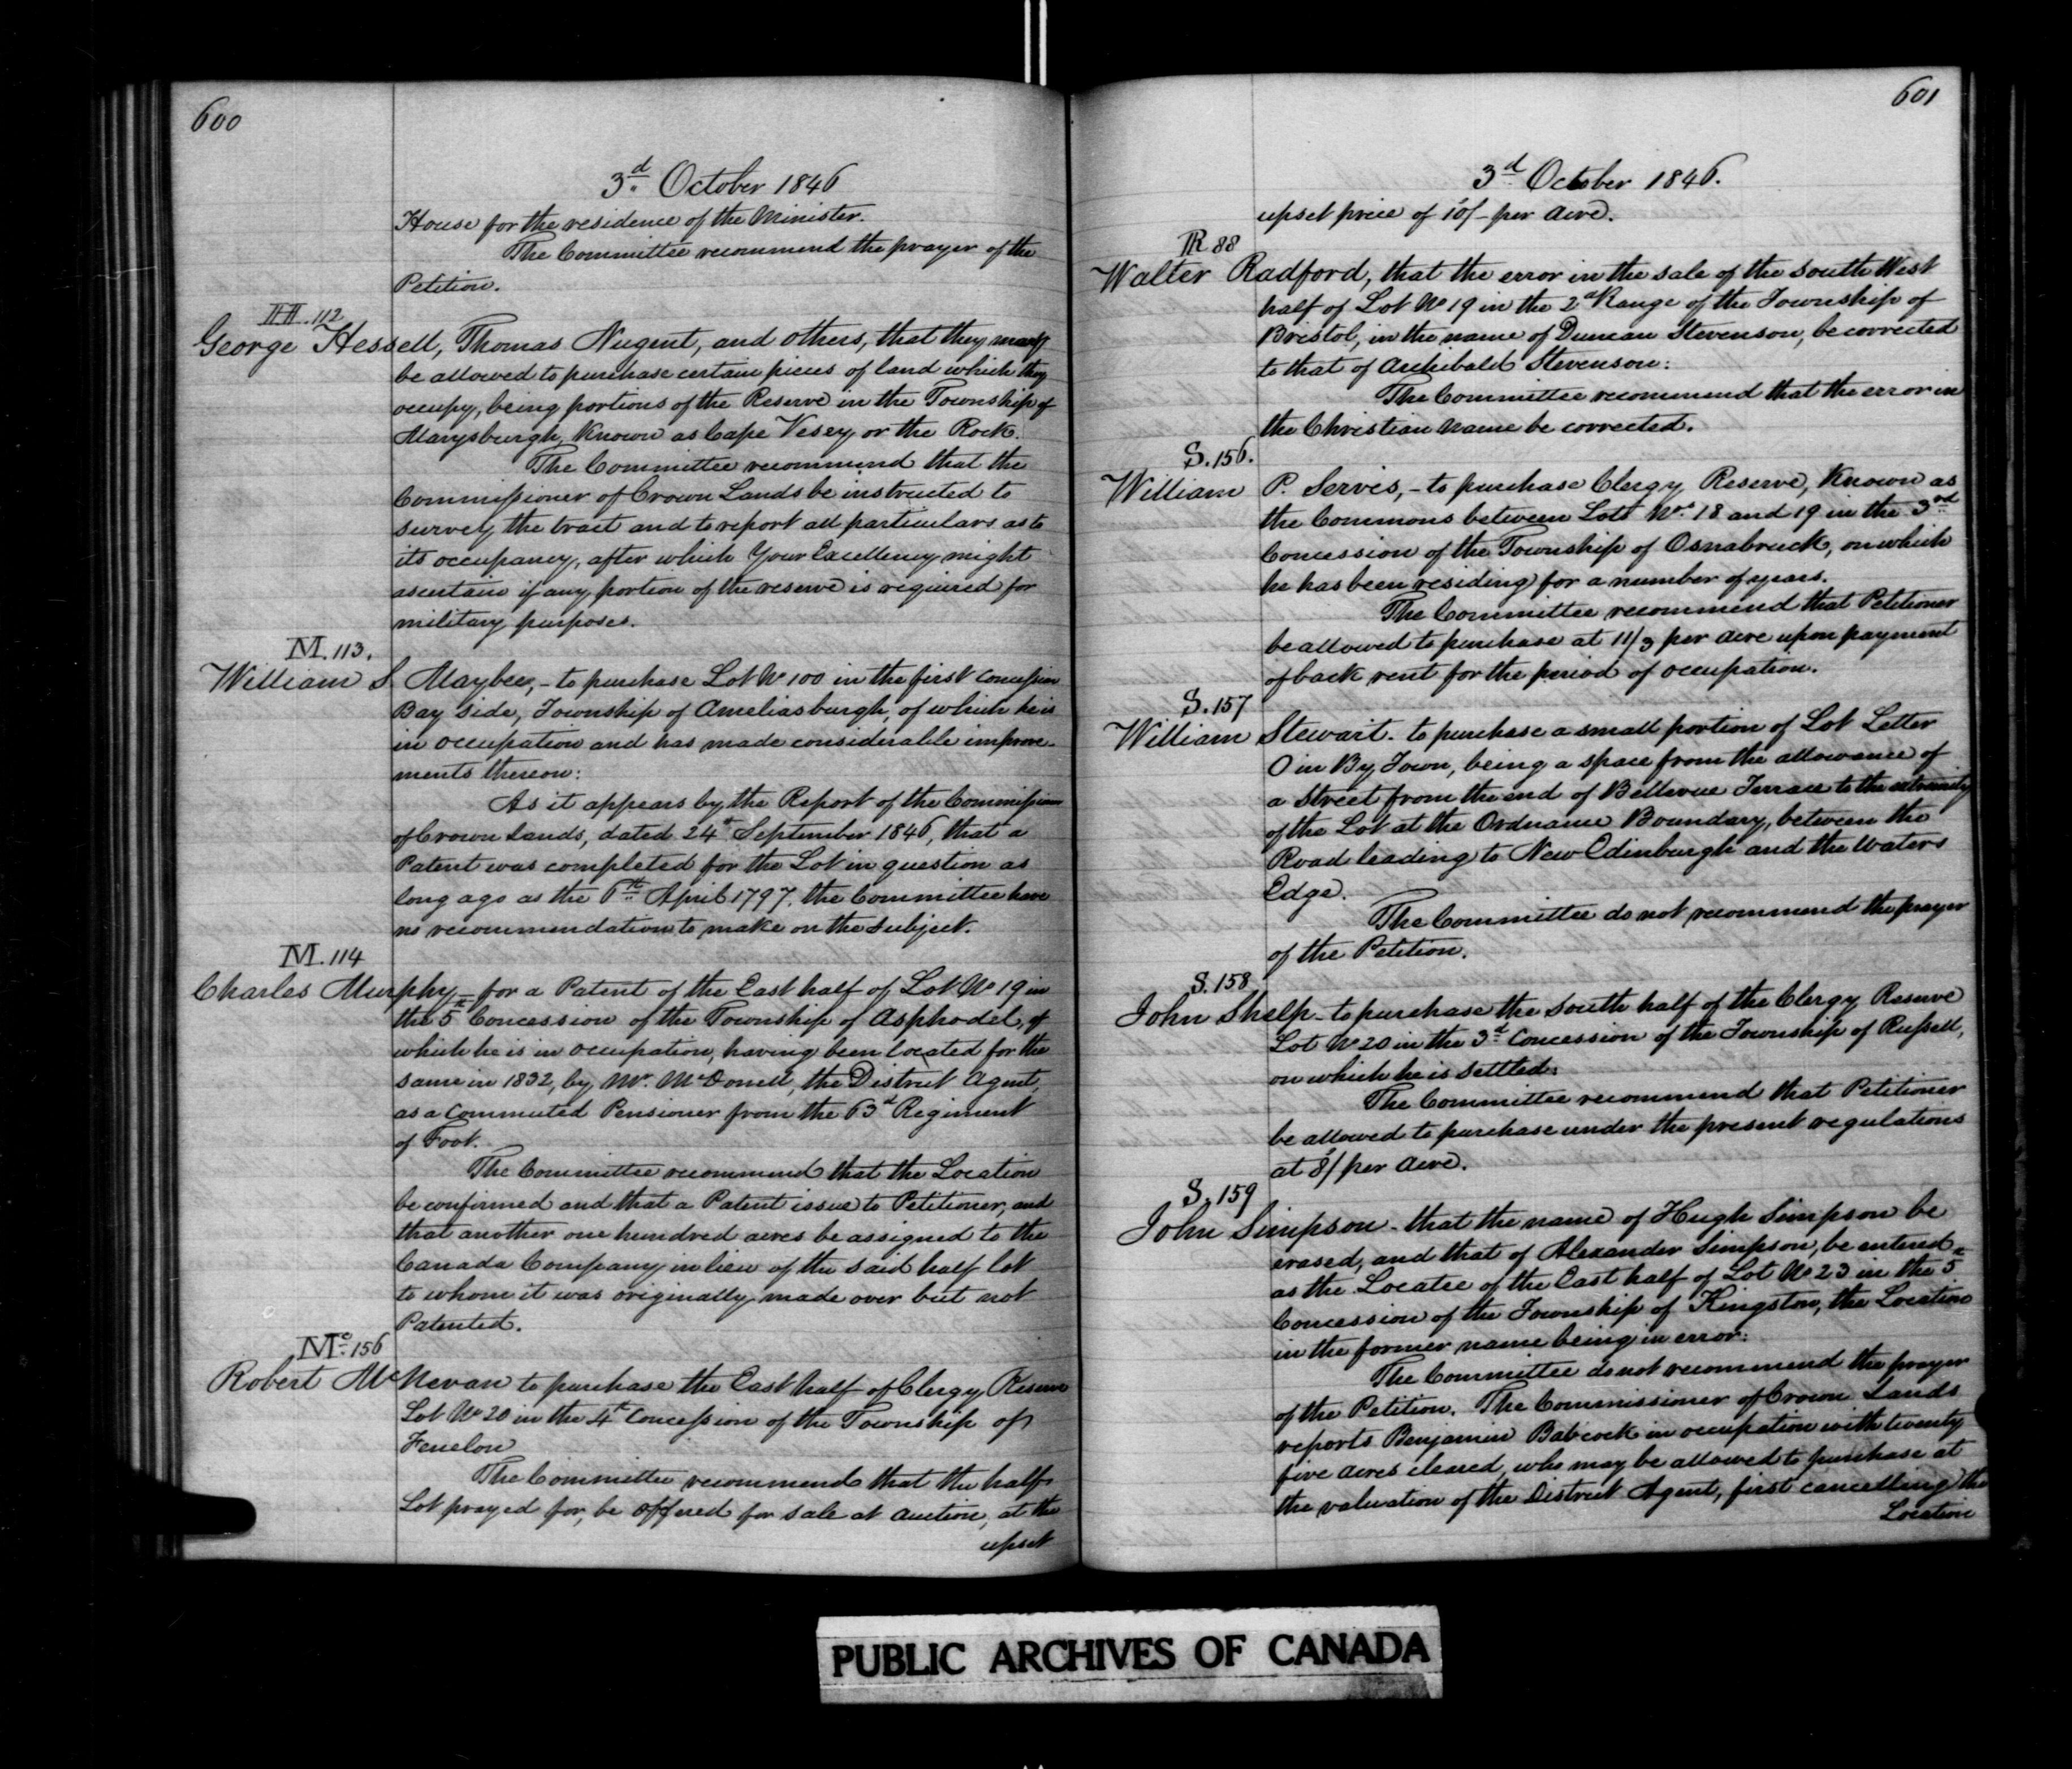 600
3d October 1846
House for the residence of the Minister.
The Committee recommend the prayer of the
Petition.
H. 112
George Hessell, Thomas Nugent, and others, that they may
be allowed to purchase certain pieces of land which they
occupy, being portions of the Reserve in the Township of
Marysburgh, Known as Cape Vesey or the Rock.
The Committee recommend that the
Commissioner of Crown Lands be instructed to
survey the tract and to report all particulars as to
its occupancy, after which Your Excellency might
ascertain if any portion of the reserve is required for
military purposes.
M. 113.
William S Maybee, - to purchase Lot No 100 in the first Concession
Bay side, Township of Ameliasburgh, of which he is
in occupation and has made considerable improve-
ments thereon:
As it appears by the Report of the Commissioner
of Crown Lands, dated 24th September 1846, that a
Patent was completed for the Lot in question as
long ago as the 6th April 1797, the Committee have
no recommendation to make on the subject.
M. 114
Charles Murphy - for a Patent of the East half of Lot No 19 in
the 5th Concession of the Township of Asphodel, of
which he is in occupation, having been located for the
same in 1832, by Mr. McDonell, the District Agent,
as a Commuted Pensioner from the 63d Regiment
of Foot.
The Committee recommend that the Location
be confirmed and that a Patent issue to Petitioner, and
that another one hundred acres be assigned to the
Canada Company in lieu of the said half lot
to whom it was originally made over but not
Patented.
Mc. 156
Robert McNevan to purchase the East half of Clergy Reserve
Lot No 20 in the 4th Concession of the Township of
Fenelon
The Committee recommend that the half
Lot prayed for, be offered for sale at auction, at the
upset
601
3d October 1846.
upset price of 10/- per acre.
R. 88
Walter Radford, that the error in the sale of the South West
half of Lot No 19 in the 2d Range of the Township of
Bristol, in the name of Duncan Stevenson, be corrected
to that of Archibald Stevenson:
The Committee recommend that the error in
the Christian name be corrected.
S. 156.
William P. Servis, - to purchase Clergy Reserve, Known as
the Commons between Lots Nos 18 and 19 in the 3rd
Concession of the Township of Osnabruck, on which
he has been residing for a number of years.
The Committee recommend that Petitioner
be allowed to purchase at 11/3 per acre upon payment
of back rent for the period of occupation.
S. 157
William Stewart - to purchase a small portion of Lot Letter
O in By Town, being a space from the allowance of
a Street from the end of Bellevue Terrace to the extremity
of the Lot at the Ordnance Boundary, between the
Road leading to New Edinburgh and the Waters
Edge.
The Committee do not recommend the prayer
of the Petition.
S. 158
John Shelp - to purchase the South half of the Clergy Reserve
Lot No 20 in the 3d Concession of the Township of Russell,
on which he is settled:
The Committee recommend that Petitioner
be allowed to purchase under the present regulations
at 8/ per acre.
S. 159
John Simpson - that the name of Hugh Simpson be
erased, and that of Alexander Simpson, be entered
as the Locatee of the East half of Lot No 23 in the 5th
Concession of the Township of Kingston, the Location
in the former name being in error:
The Committee do not recommend the prayer
of the Petition. The Commissioner of Crown Lands
reports Benjamin Babcock in occupation with twenty
five acres cleared, who may be allowed to purchase at
the valuation of the District Agent, first cancelling the
Location
PUBLIC ARCHIVES OF CANADA